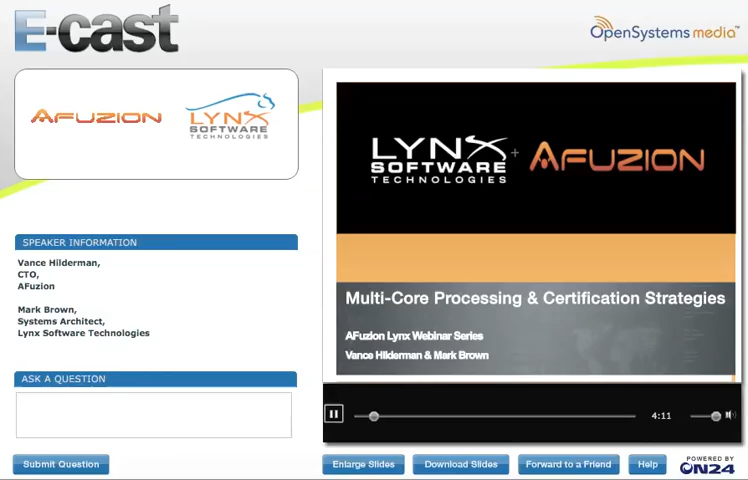 E-cast
OpenSystems media™
AFUZION
LYNX
SOFTWARE
TECHNOLOGIES
LYNX
SOFTWARE
TECHNOLOGIES
+
AFUZION
SPEAKER INFORMATION
Vance Hilderman,
CTO,
AFuzion
Mark Brown,
Systems Architect,
Lynx Software Technologies
Multi-Core Processing & Certification Strategies
AFuzion Lynx Webinar Series
Vance Hilderman & Mark Brown
ASK A QUESTION
4:11
Submit Question
Enlarge Slides
Download Slides
Forward to a Friend
Help
POWERED BY
ON24